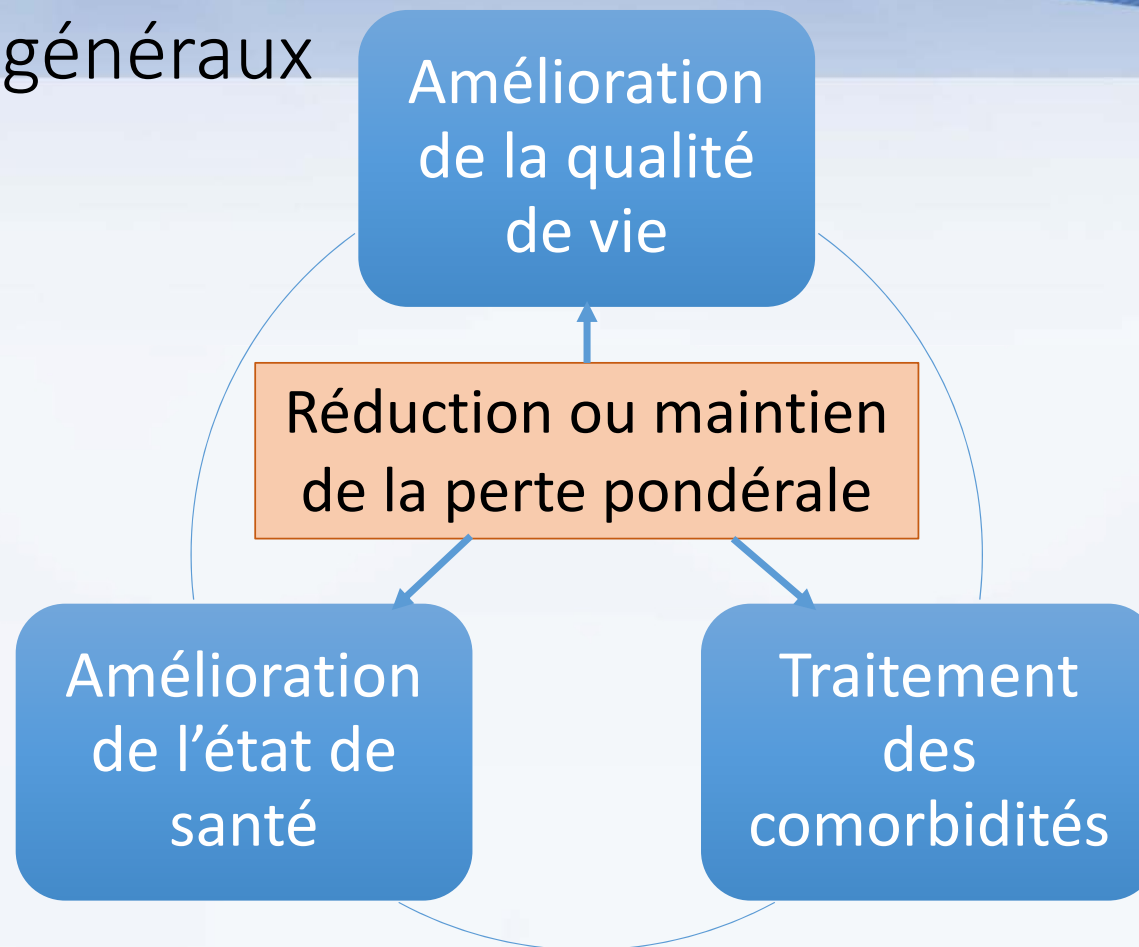 généraux
Amélioration
de la qualité
de vie
Réduction ou maintien
de la perte pondérale
Amélioration
de l’état de
santé
Traitement
des
comorbidités